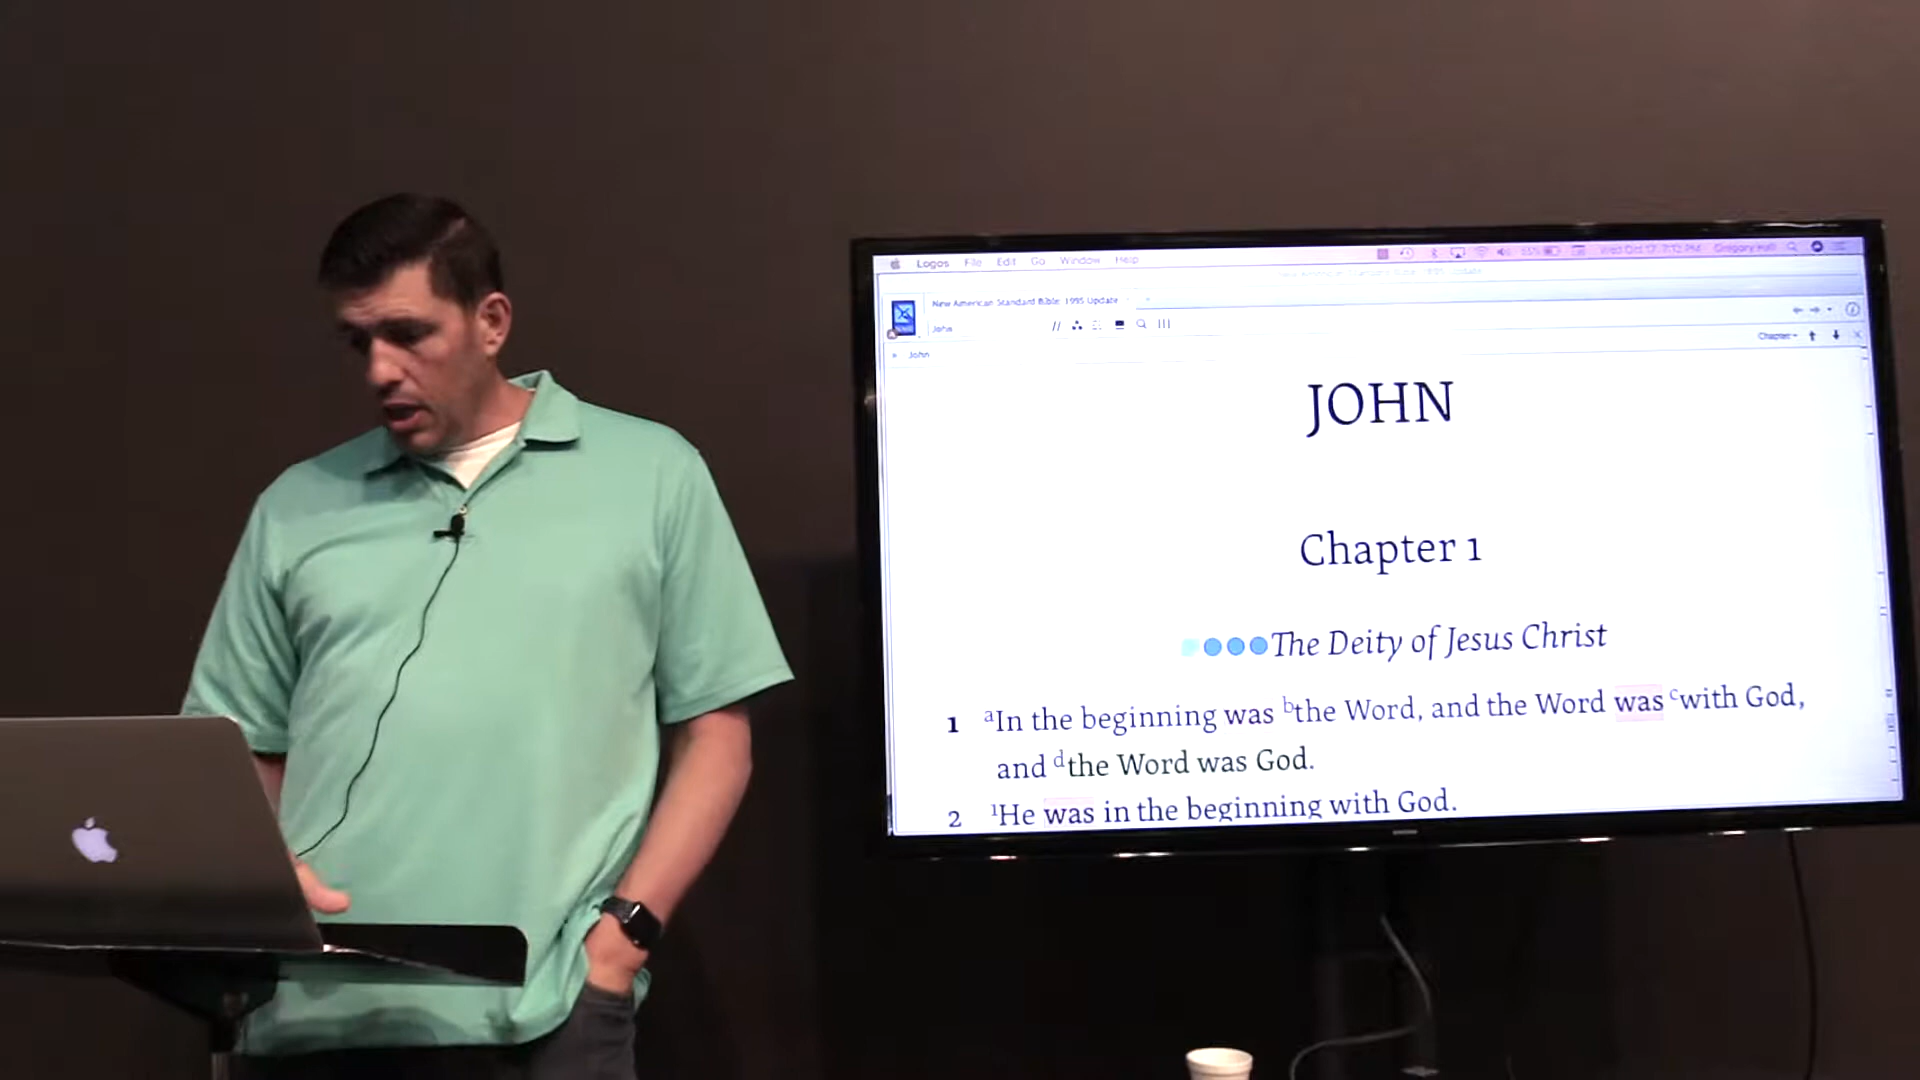 Logos File Edit Go Window Help
New American Standard Bible: 1995 Update
John
John
Chapter
JOHN
Chapter 1
The Deity of Jesus Christ
1 aIn the beginning was bthe Word, and the Word was cwith God,
and dthe Word was God.
2 1He was in the beginning with God.